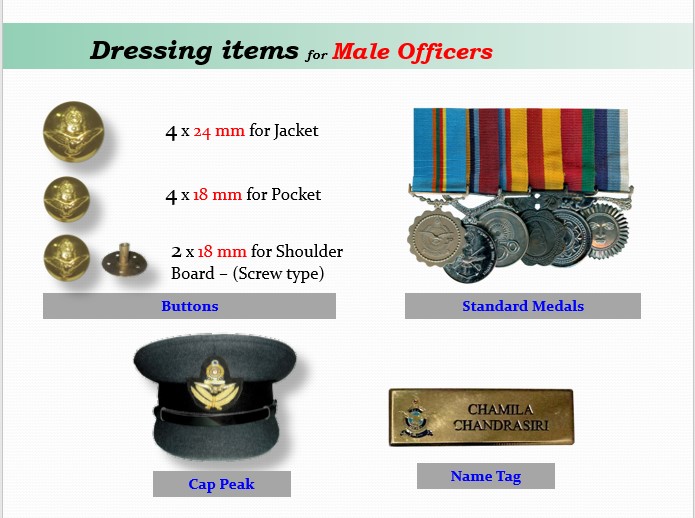 Dressing items for Male Officers
4 x 24 mm for Jacket
4 x 18 mm for Pocket
2 x 18 mm for Shoulder
Board – (Screw type)
Buttons
Standard Medals
CHAMILA
CHANDRASIRI
Cap Peak
Name Tag